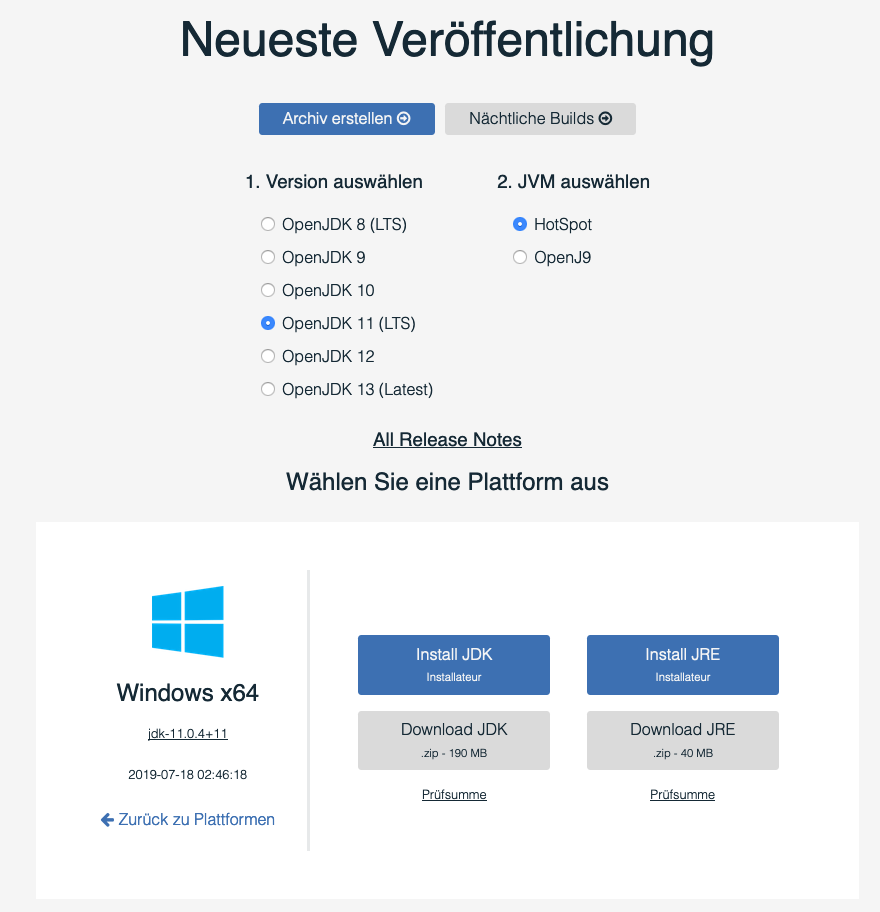 Neueste Veröffentlichung
Archiv erstellen
Nächtliche Builds
1. Version auswählen
OpenJDK 8 (LTS)
OpenJDK 9
OpenJDK 10
OpenJDK 11 (LTS)
OpenJDK 12
OpenJDK 13 (Latest)
2. JVM auswählen
HotSpot
OpenJ9
All Release Notes
Wählen Sie eine Plattform aus
Windows x64
jdk-11.0.4+11
2019-07-18 02:46:18
Zurück zu Plattformen
Install JDK
Installateur
Download JDK
.zip - 190 MB
Prüfsumme
Install JRE
Installateur
Download JRE
.zip - 40 MB
Prüfsumme